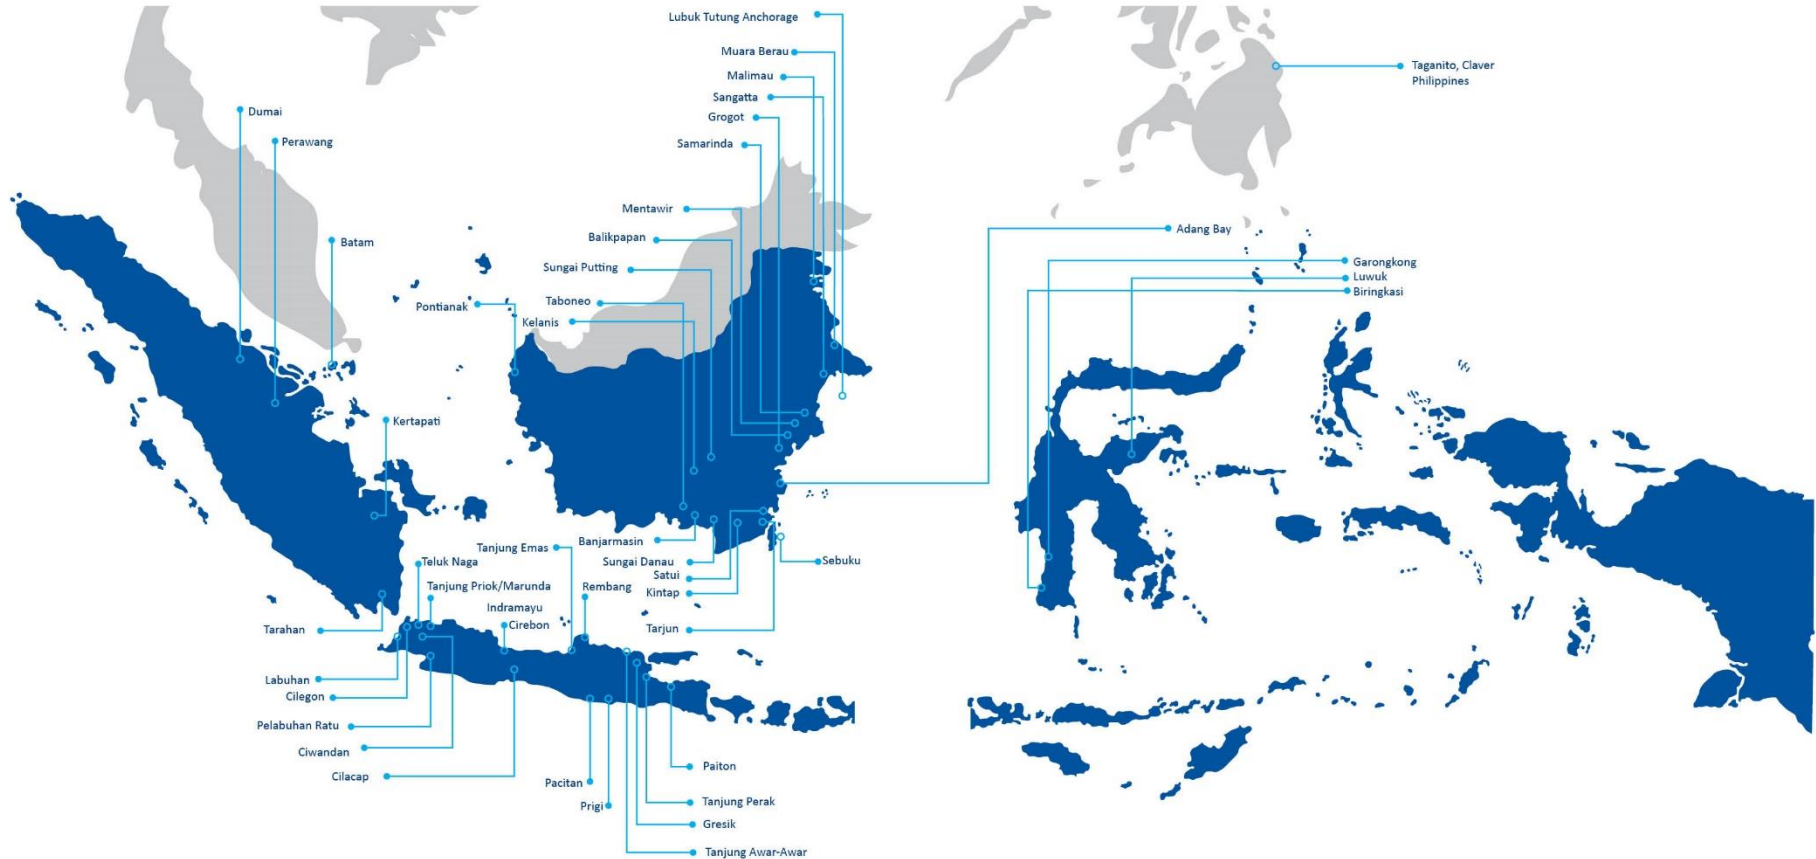 Lubuk Tutung Anchorage
Muara Berau
Malimau
Sangatta
Grogot
Samarinda
Mentawir
Balikpapan
Sungai Putting
Taboneo
Kelanis
Pontianak
Dumai
Perawang
Batam
Kertapati
Taganito, Claver
Philippines
Adang Bay
Garongkong
Luwuk
Biringkasi
Banjarmasin
Sungai Danau
Satui
Kintap
Tarjun
Sebuku
Tanjung Emas
Rembang
Teluk Naga
Tanjung Priok/Marunda
Indramayu
Cirebon
Tarahan
Labuhan
Cilegon
Pelabuhan Ratu
Ciwandan
Cilacap
Pacitan
Prigi
Paiton
Tanjung Perak
Gresik
Tanjung Awar-Awar